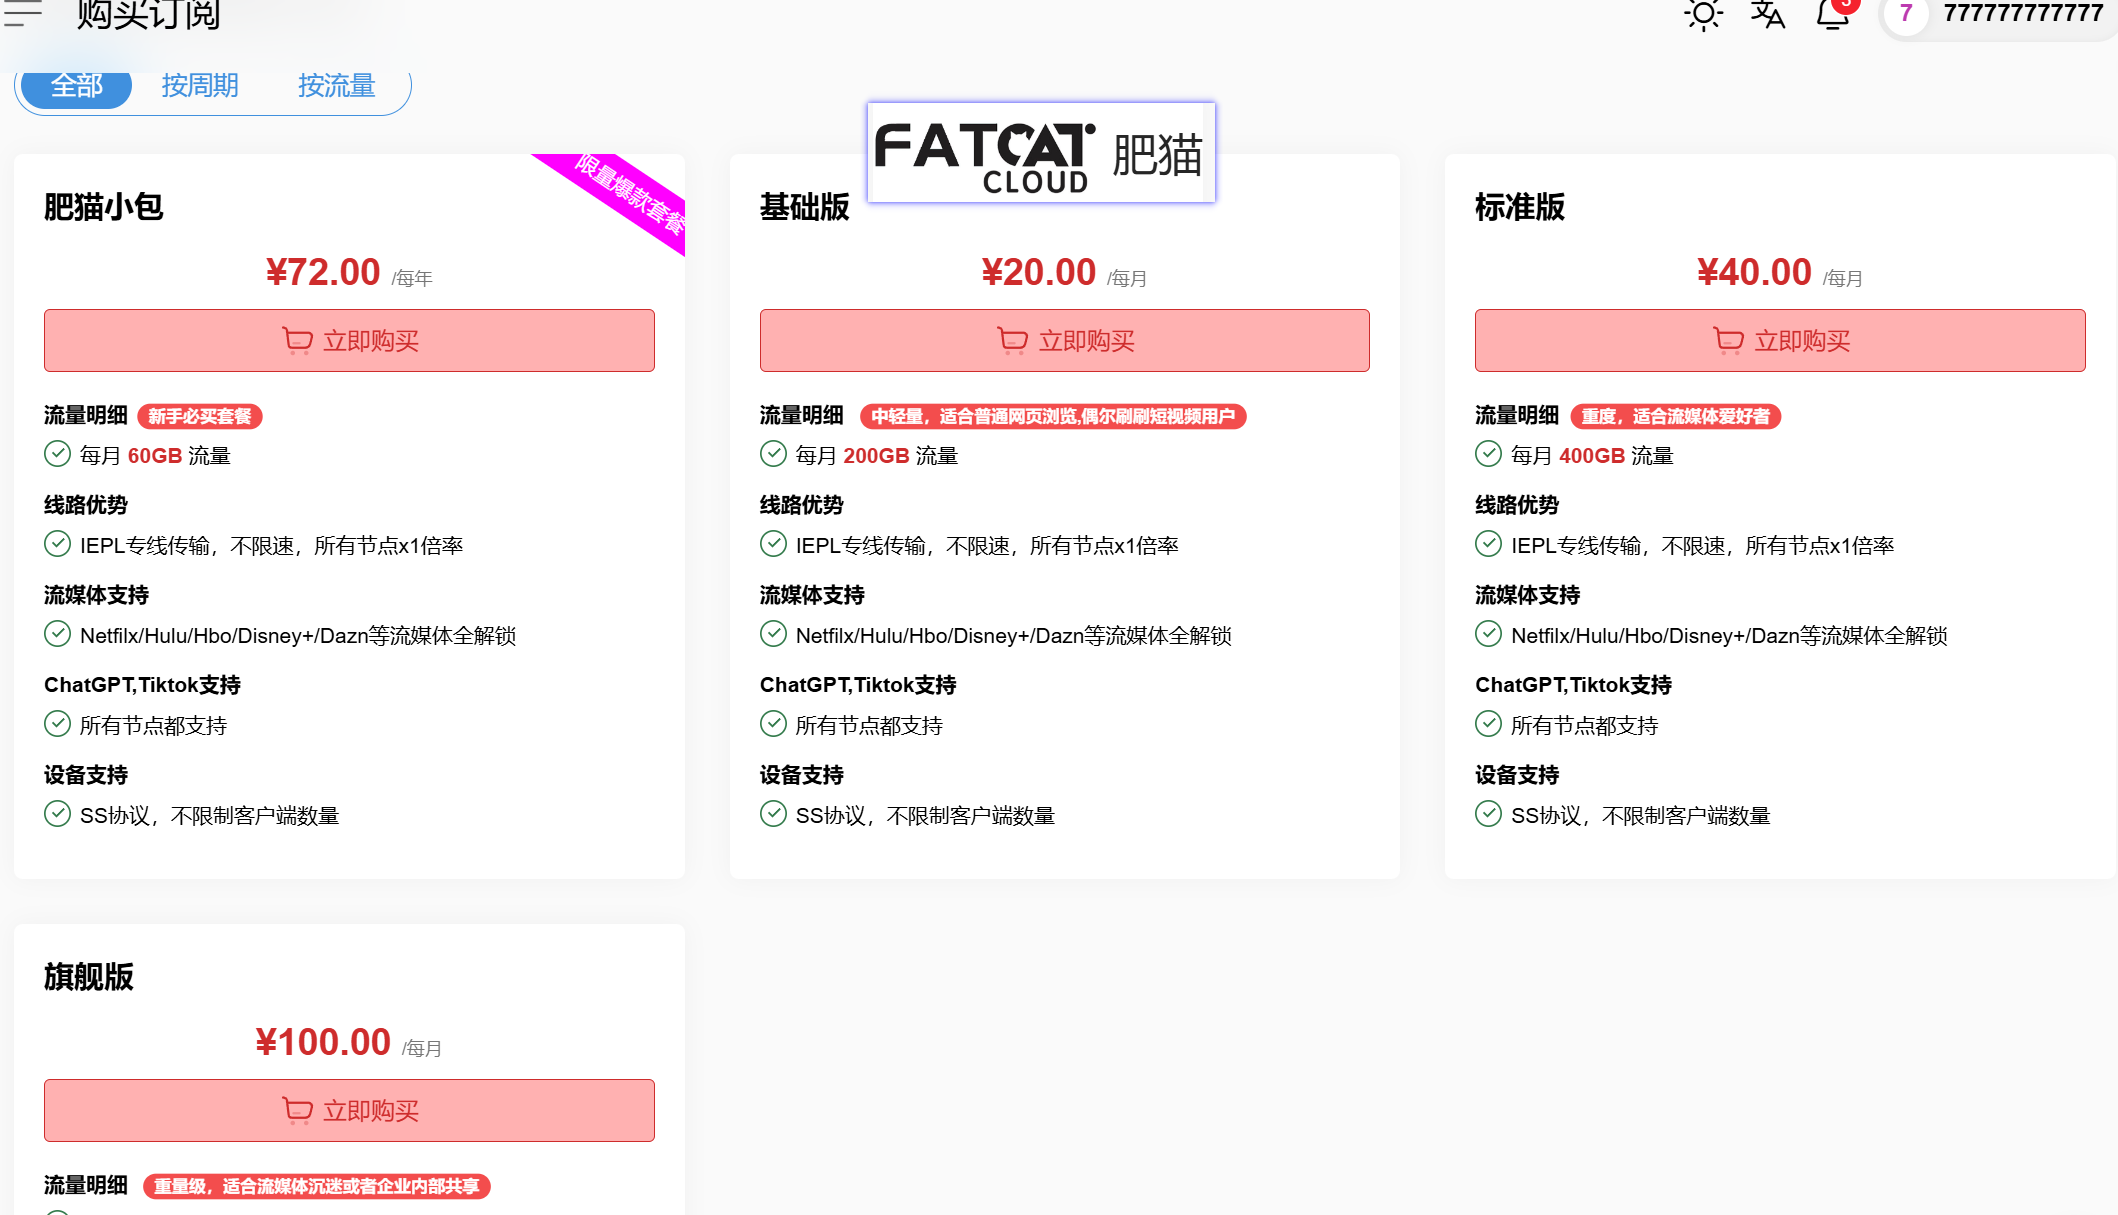 购买订阅
3
7
777777777777
全部
按周期
按流量
FATCAT CLOUD 肥猫
肥猫小包
限量爆款套餐
¥72.00 /每年
立即购买
流量明细 新手必买套餐
每月 60GB 流量
线路优势
IEPL专线传输，不限速，所有节点x1倍率
流媒体支持
Netfilx/Hulu/Hbo/Disney+/Dazn等流媒体全解锁
ChatGPT,Tiktok支持
所有节点都支持
设备支持
SS协议，不限制客户端数量
基础版
¥20.00 /每月
立即购买
流量明细 中轻量，适合普通网页浏览,偶尔刷刷短视频用户
每月 200GB 流量
线路优势
IEPL专线传输，不限速，所有节点x1倍率
流媒体支持
Netfilx/Hulu/Hbo/Disney+/Dazn等流媒体全解锁
ChatGPT,Tiktok支持
所有节点都支持
设备支持
SS协议，不限制客户端数量
标准版
¥40.00 /每月
立即购买
流量明细 重度，适合流媒体爱好者
每月 400GB 流量
线路优势
IEPL专线传输，不限速，所有节点x1倍率
流媒体支持
Netfilx/Hulu/Hbo/Disney+/Dazn等流媒体全解锁
ChatGPT,Tiktok支持
所有节点都支持
设备支持
SS协议，不限制客户端数量
旗舰版
¥100.00 /每月
立即购买
流量明细 重量级，适合流媒体沉迷或者企业内部共享